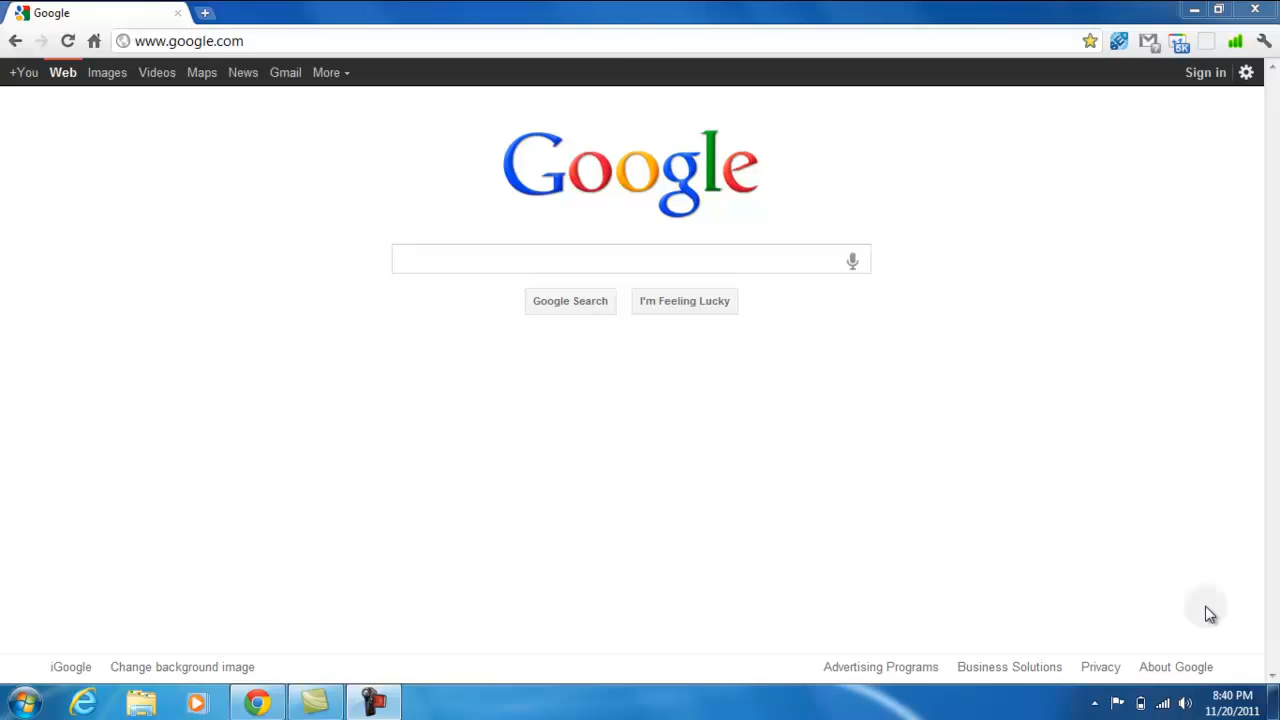 Google
www.google.com
+You Web Images Videos Maps News Gmail More Sign in
Google
Google Search I'm Feeling Lucky
iGoogle Change background image Advertising Programs Business Solutions Privacy About Google
8:40 PM
11/20/2011